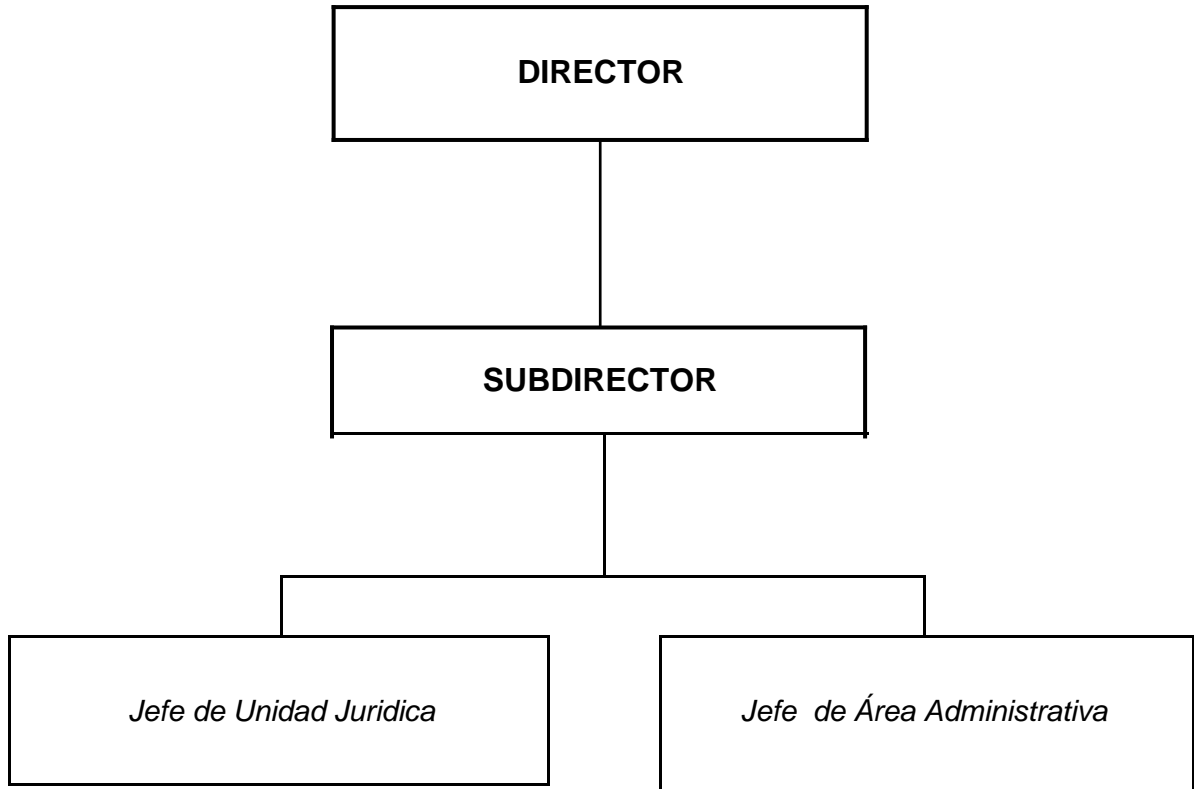 DIRECTOR
SUBDIRECTOR
Jefe de Unidad Juridica
Jefe de Área Administrativa